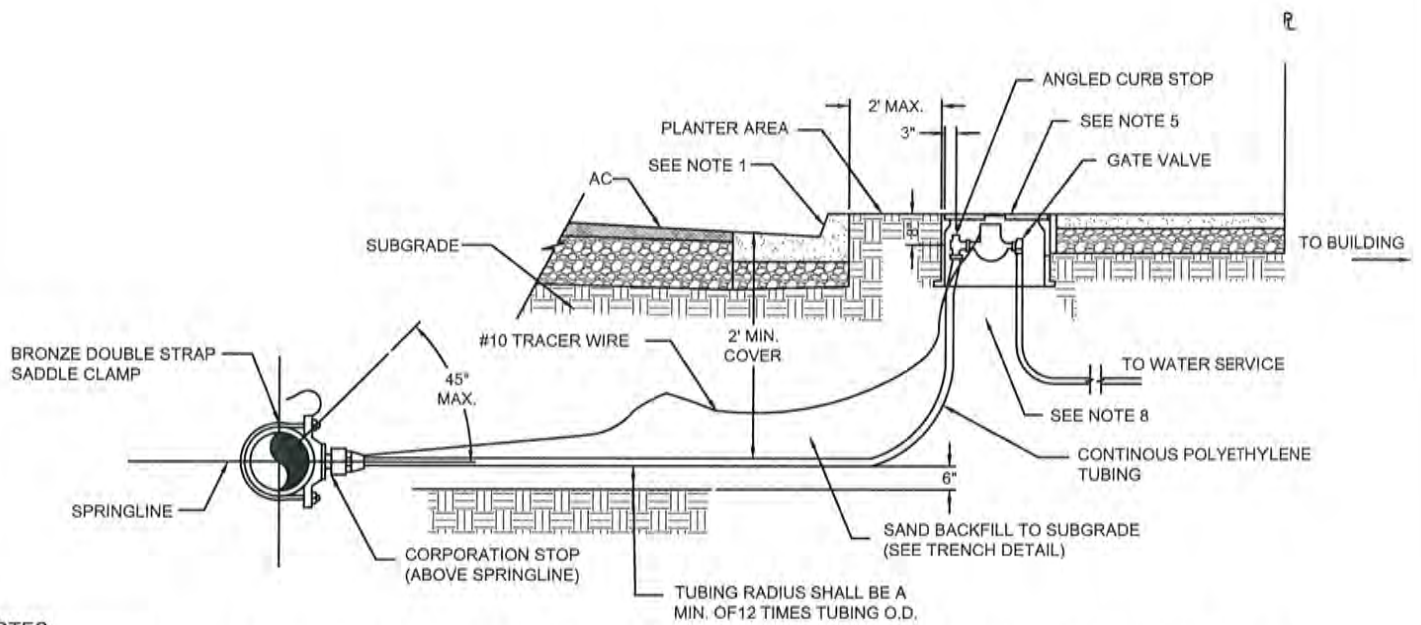 ℄
ANGLED CURB STOP
2' MAX.
SEE NOTE 5
PLANTER AREA
3"
GATE VALVE
SEE NOTE 1
AC
8"
SUBGRADE
TO BUILDING
#10 TRACER WIRE
2' MIN.
COVER
BRONZE DOUBLE STRAP
SADDLE CLAMP
TO WATER SERVICE
45°
MAX.
SEE NOTE 8
CONTINOUS POLYETHYLENE
TUBING
6"
SPRINGLINE
SAND BACKFILL TO SUBGRADE
(SEE TRENCH DETAIL)
CORPORATION STOP
(ABOVE SPRINGLINE)
TUBING RADIUS SHALL BE A
MIN. OF12 TIMES TUBING O.D.